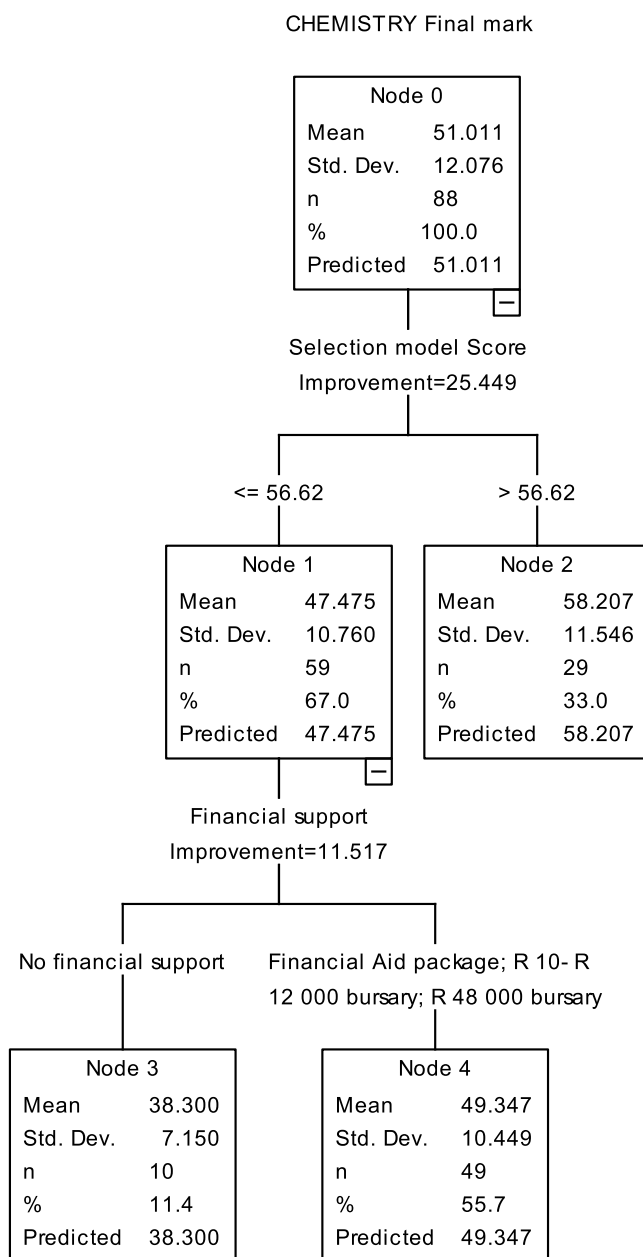 CHEMISTRY Final mark
Node 0
Mean 51.011
Std. Dev. 12.076
n 88
% 100.0
Predicted 51.011
Selection model Score
Improvement=25.449
<= 56.62
> 56.62
Node 1
Mean 47.475
Std. Dev. 10.760
n 59
% 67.0
Predicted 47.475
Node 2
Mean 58.207
Std. Dev. 11.546
n 29
% 33.0
Predicted 58.207
Financial support
Improvement=11.517
No financial support
Financial Aid package; R 10- R
12 000 bursary; R 48 000 bursary
Node 3
Mean 38.300
Std. Dev. 7.150
n 10
% 11.4
Predicted 38.300
Node 4
Mean 49.347
Std. Dev. 10.449
n 49
% 55.7
Predicted 49.347